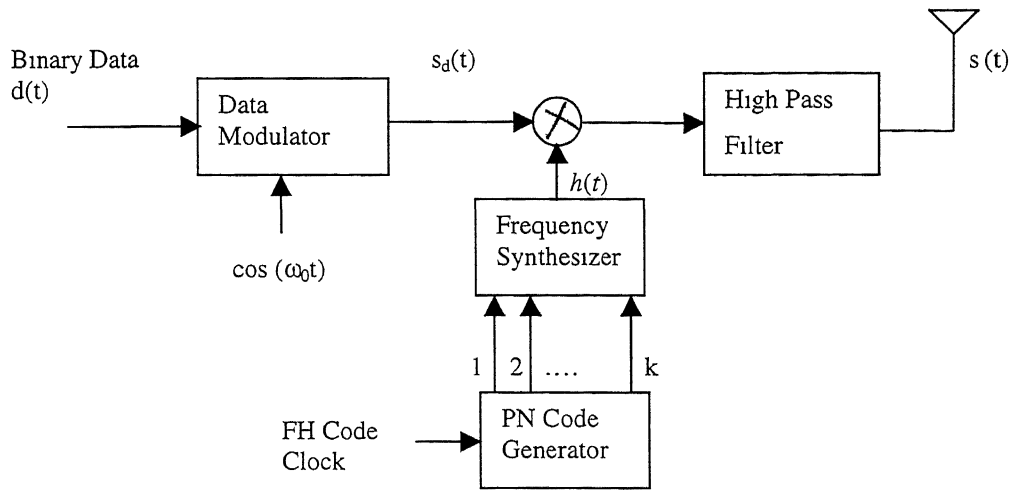 Binary Data
d(t)
s_d(t)
s (t)
Data
Modulator
High Pass
Filter
h(t)
Frequency
Synthesizer
cos (ω₀t)
1 2 .... k
PN Code
Generator
FH Code
Clock